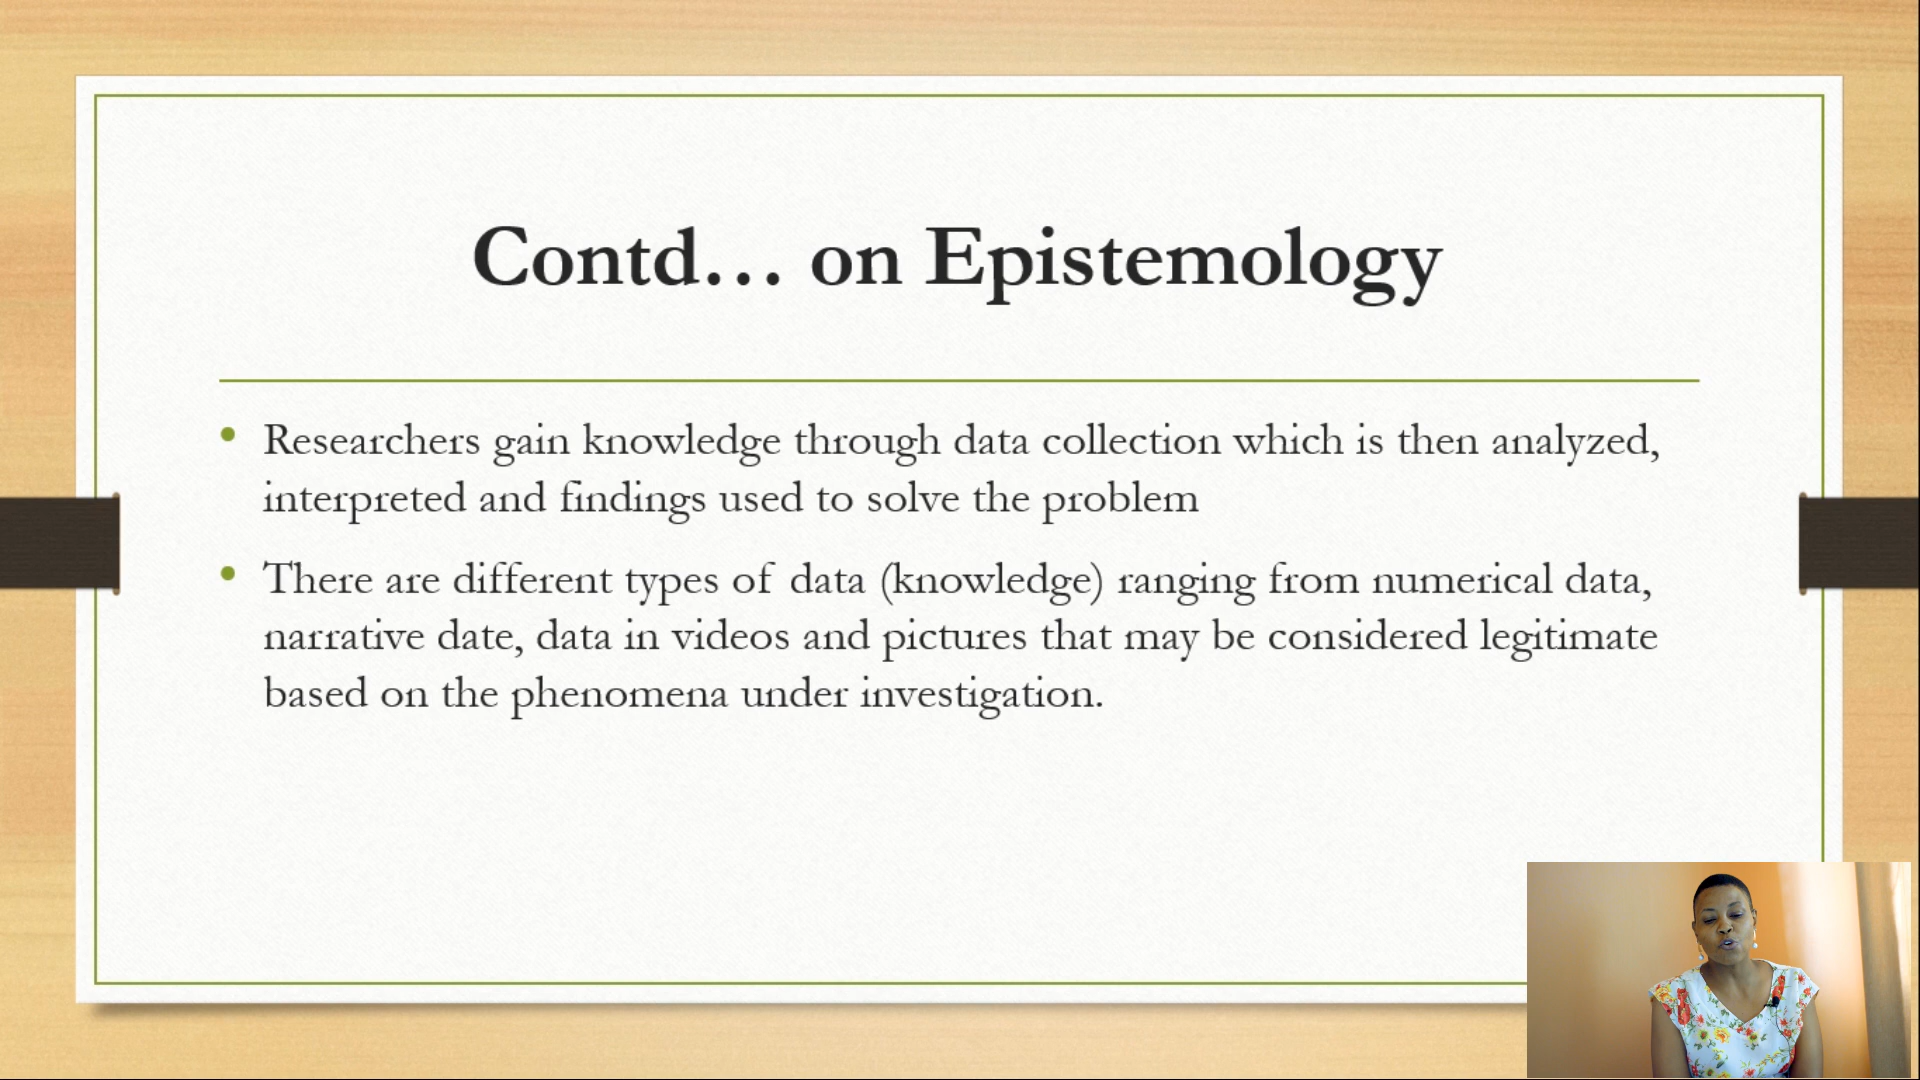 Contd... on Epistemology
• Researchers gain knowledge through data collection which is then analyzed,
interpreted and findings used to solve the problem
• There are different types of data (knowledge) ranging from numerical data,
narrative date, data in videos and pictures that may be considered legitimate
based on the phenomena under investigation.